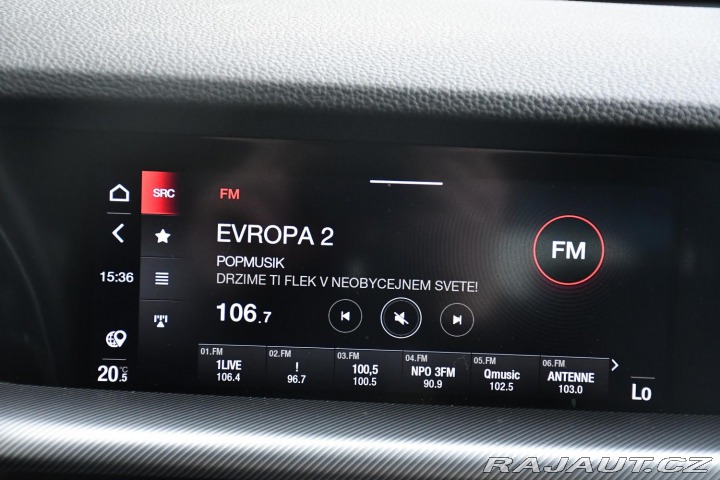 SRC
FM
EVROPA 2
FM
POPMUSIK
DRZIME TI FLEK V NEOBYCEJNEM SVETE!
15:36
106.7
01.FM 02.FM 03.FM 04.FM 05.FM 06.FM
1LIVE ! 100,5 NPO 3FM Qmusic ANTENNE
106.4 96.7 100.5 90.9 102.5 103.0
20.5°C
Lo
RAJAUT.CZ